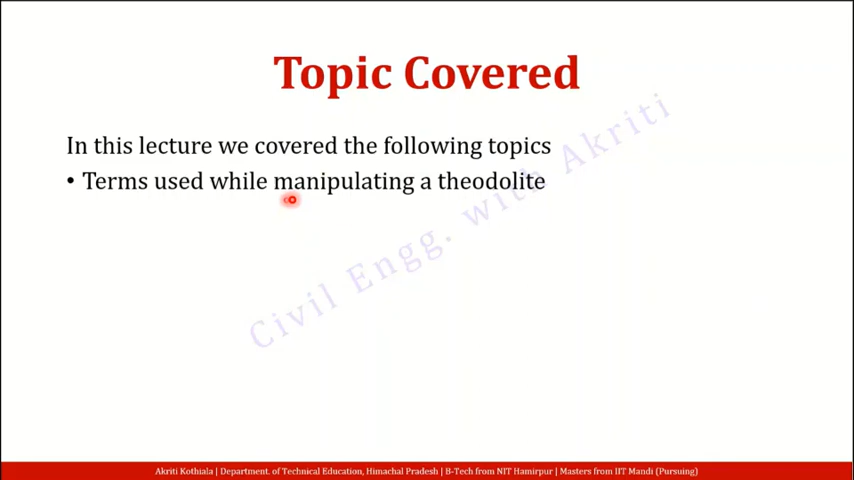 Topic Covered
In this lecture we covered the following topics
• Terms used while manipulating a theodolite
Civil Engg. with Akriti
Akriti Kothiala | Department. of Technical Education, Himachal Pradesh | B-Tech from NIT Hamirpur | Masters from IIT Mandi (Pursuing)